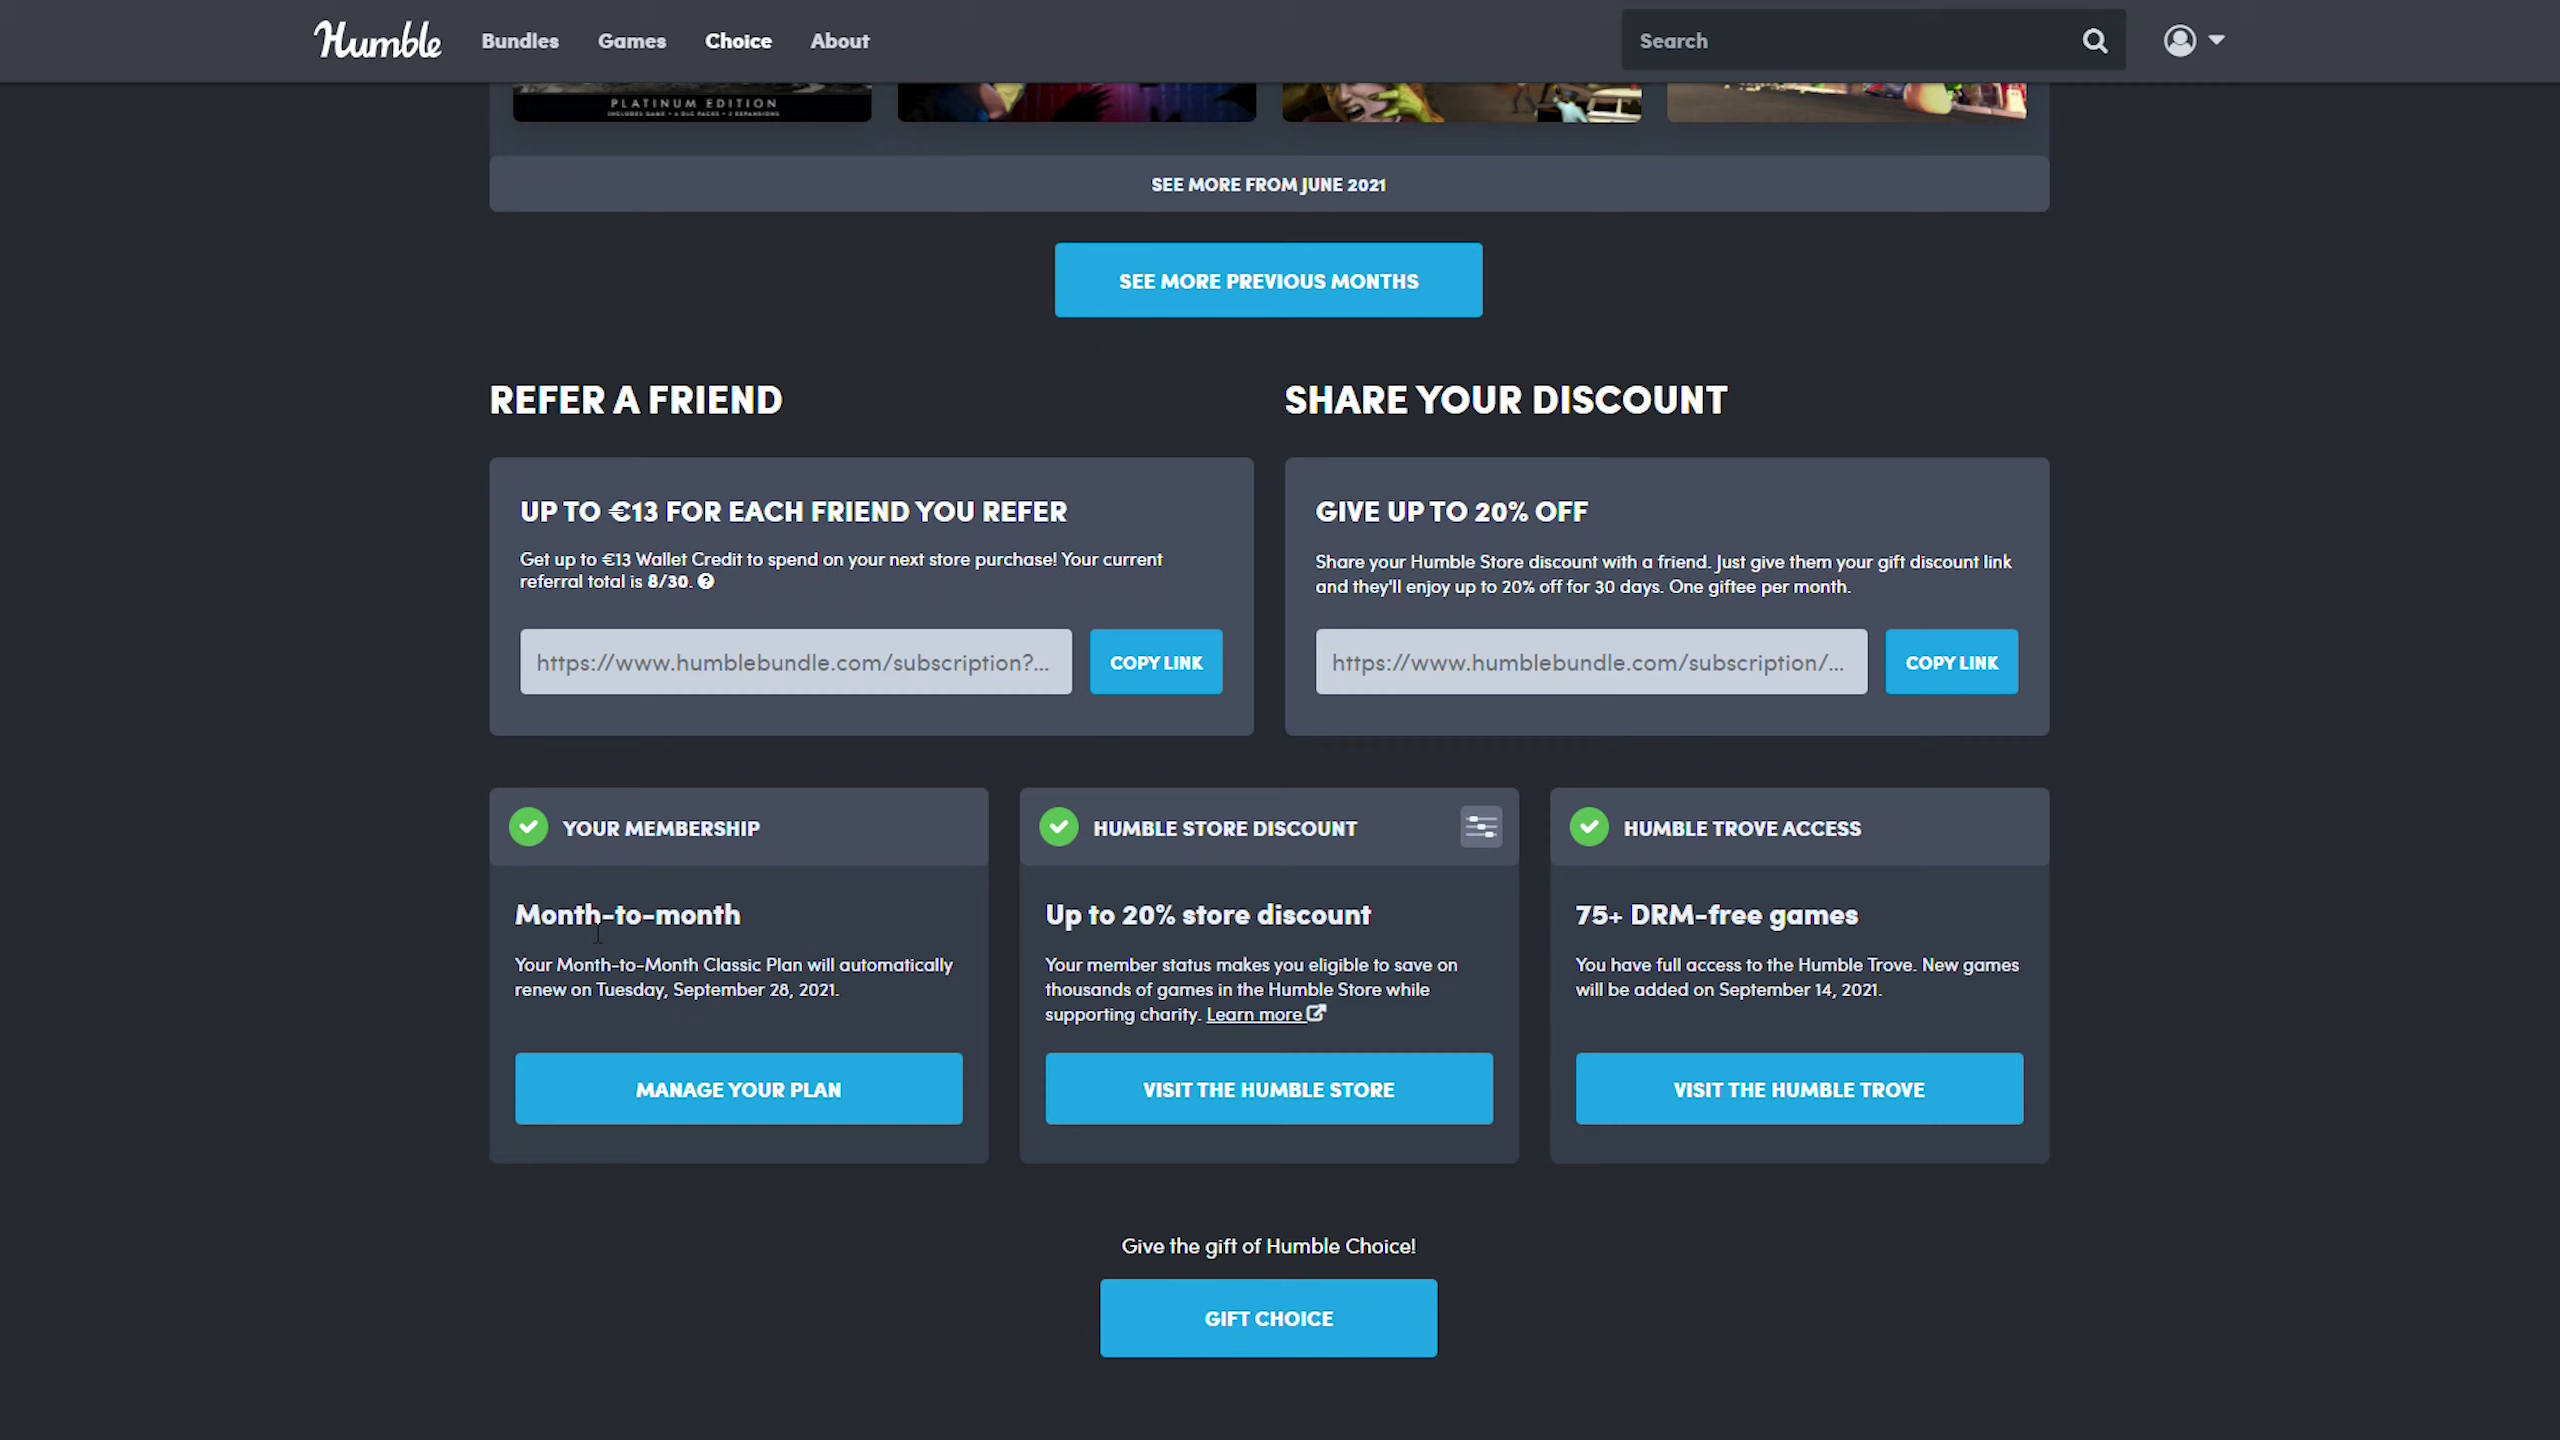 Humble Bundles Games Choice About Search
PLATINUM EDITION
INCLUDES GAME • 6 DLC PACKS • 2 EXPANSIONS
SEE MORE FROM JUNE 2021
SEE MORE PREVIOUS MONTHS
REFER A FRIEND
UP TO €13 FOR EACH FRIEND YOU REFER
Get up to €13 Wallet Credit to spend on your next store purchase! Your current
referral total is 8/30.
https://www.humblebundle.com/subscription?... COPY LINK
SHARE YOUR DISCOUNT
GIVE UP TO 20% OFF
Share your Humble Store discount with a friend. Just give them your gift discount link
and they'll enjoy up to 20% off for 30 days. One giftee per month.
https://www.humblebundle.com/subscription/... COPY LINK
YOUR MEMBERSHIP
Month-to-month
Your Month-to-Month Classic Plan will automatically
renew on Tuesday, September 28, 2021.
MANAGE YOUR PLAN
HUMBLE STORE DISCOUNT
Up to 20% store discount
Your member status makes you eligible to save on
thousands of games in the Humble Store while
supporting charity. Learn more
VISIT THE HUMBLE STORE
HUMBLE TROVE ACCESS
75+ DRM-free games
You have full access to the Humble Trove. New games
will be added on September 14, 2021.
VISIT THE HUMBLE TROVE
Give the gift of Humble Choice!
GIFT CHOICE